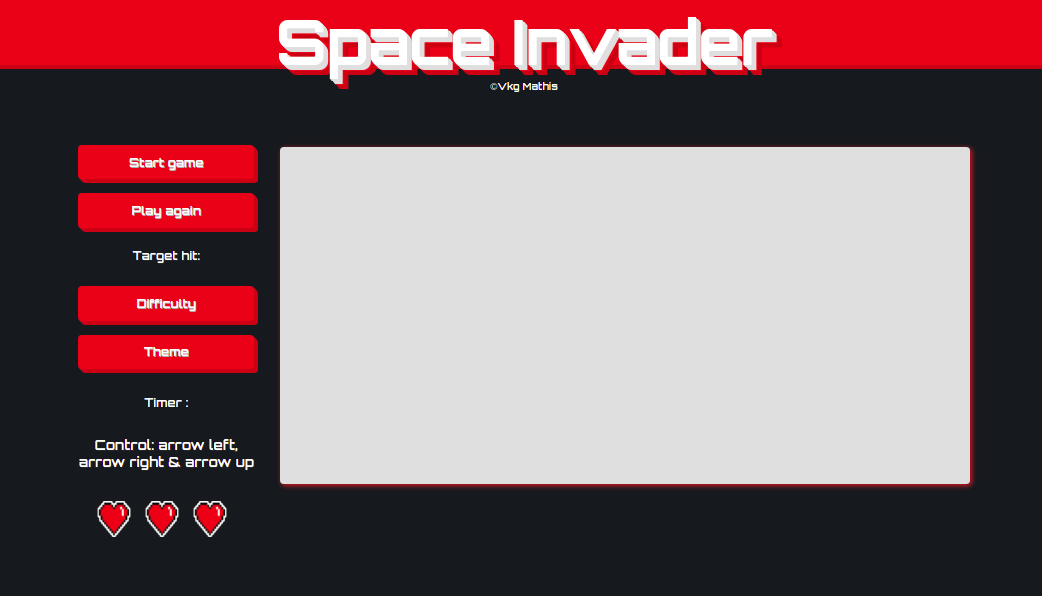 Space Invader
©Vkg Mathis
Start game
Play again
Target hit:
Difficulty
Theme
Timer :
Control: arrow left,
arrow right & arrow up